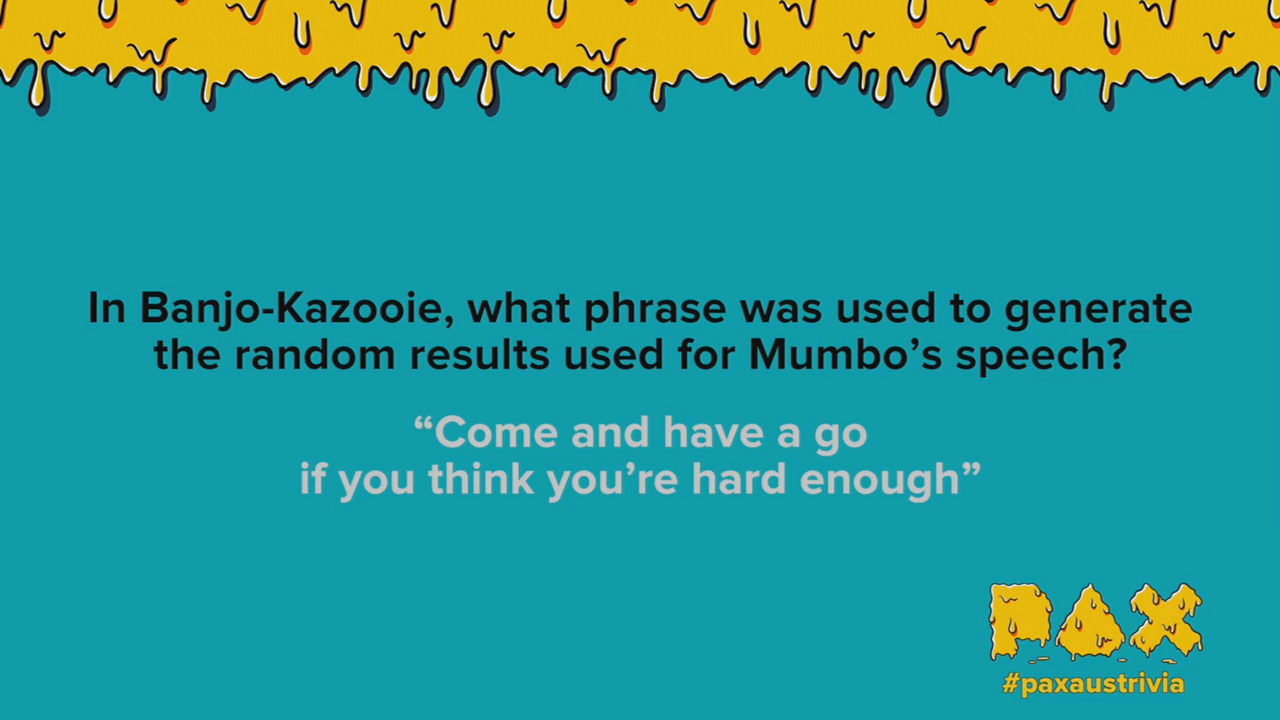 In Banjo-Kazooie, what phrase was used to generate
the random results used for Mumbo’s speech?
“Come and have a go
if you think you’re hard enough”
PAX
#paxaustrivia